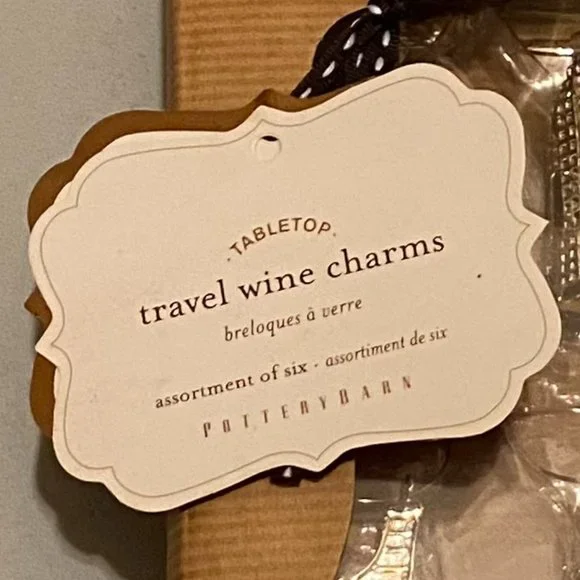 ·TABLETOP·
travel wine charms
breloques à verre
assortment of six · assortiment de six
POTTERYBARN